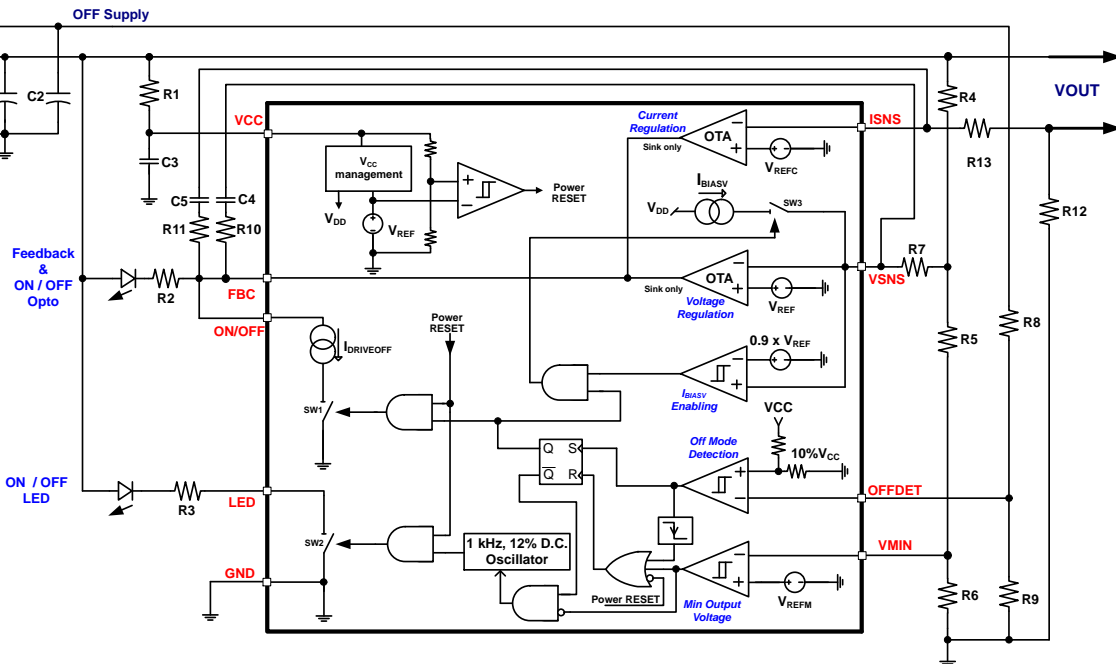 OFF Supply
C2
R1
C3
R4
VOUT
VCC
ISNS
R13
Current
Regulation
OTA
Sink only
VREFC
VCC
management
VDD
VREF
Power
RESET
IBIASV
VDD
SW3
C5
C4
R11
R10
R12
Feedback
&
ON / OFF
Opto
R2
FBC
OTA
Sink only
Voltage
Regulation
VREF
R7
VSNS
ON/OFF
IDRIVEOFF
Power
RESET
0.9 x VREF
R8
R5
IBIASV
Enabling
SW1
VCC
10%VCC
Off Mode
Detection
Q
S
Q
R
OFFDET
ON / OFF
LED
R3
LED
SW2
1 kHz, 12% D.C.
Oscillator
VMIN
GND
Power RESET
Min Output
Voltage
VREFM
R6
R9